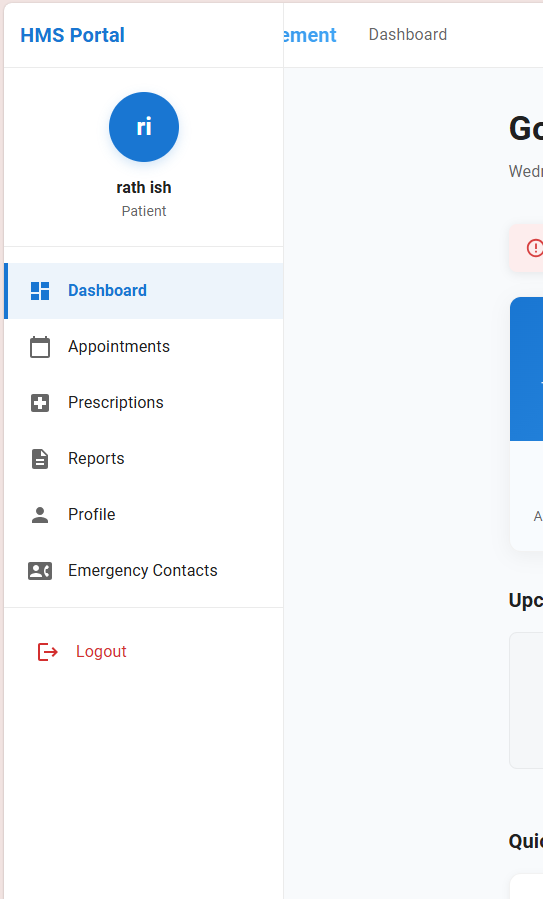 HMS Portal
ement Dashboard
ri
rath ish
Patient
Dashboard
Appointments
Prescriptions
Reports
Profile
Emergency Contacts
Logout
Go
Wedn
A
Upc
Quic